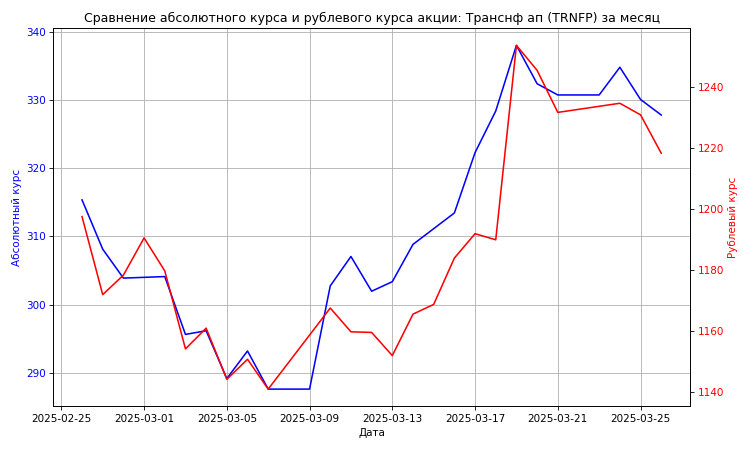 Сравнение абсолютного курса и рублевого курса акции: Транснф ап (TRNFP) за месяц
340
330
320
310
300
290
Абсолютный курс
1240
1220
1200
1180
1160
1140
Рублевый курс
2025-02-25 2025-03-01 2025-03-05 2025-03-09 2025-03-13 2025-03-17 2025-03-21 2025-03-25
Дата